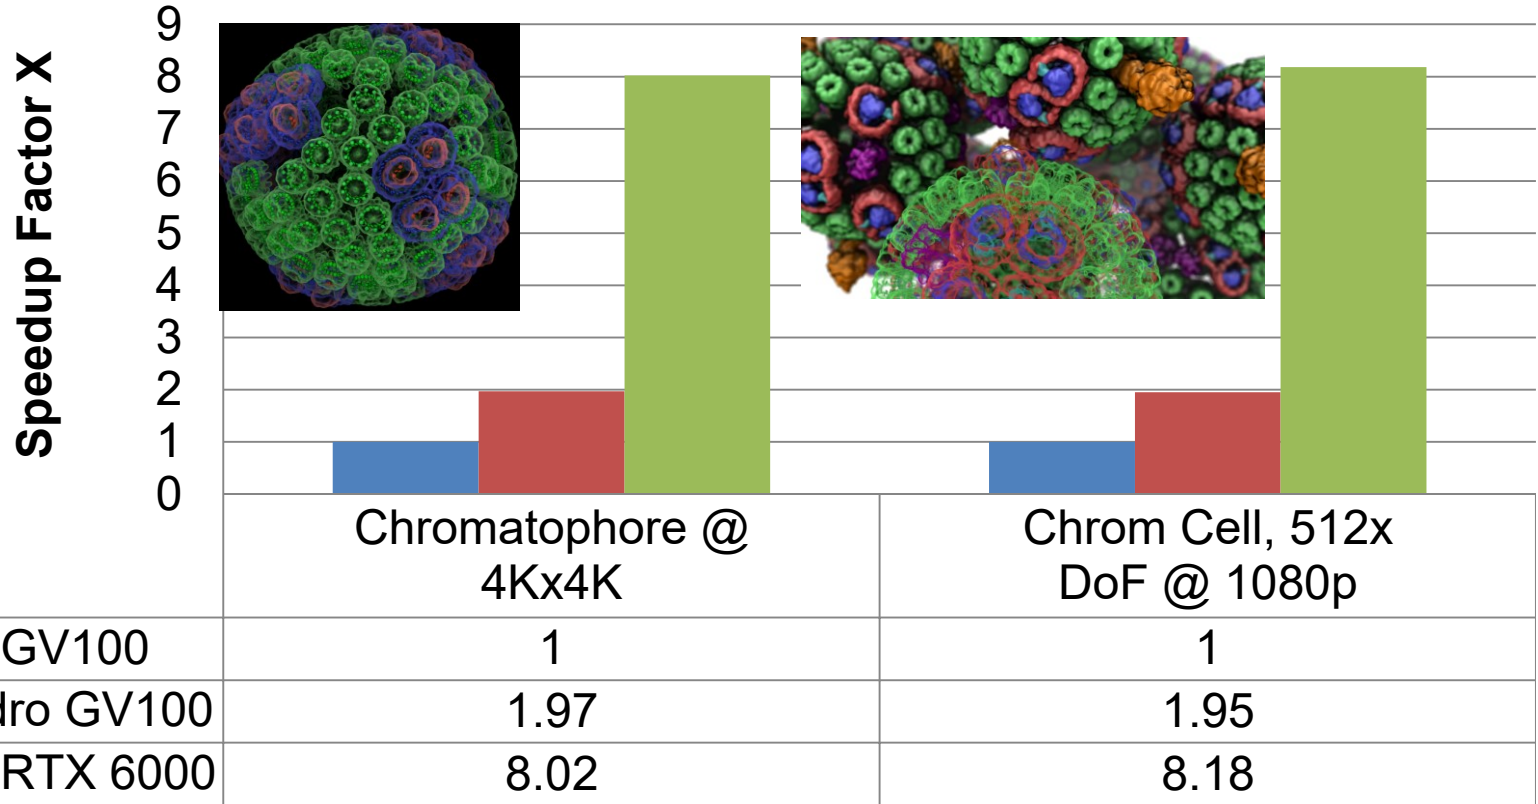 Speedup Factor X
9
8
7
6
5
4
3
2
1
0
Chromatophore @
4Kx4K
Chrom Cell, 512x
DoF @ 1080p
GV100
1
1
dro GV100
1.97
1.95
RTX 6000
8.02
8.18